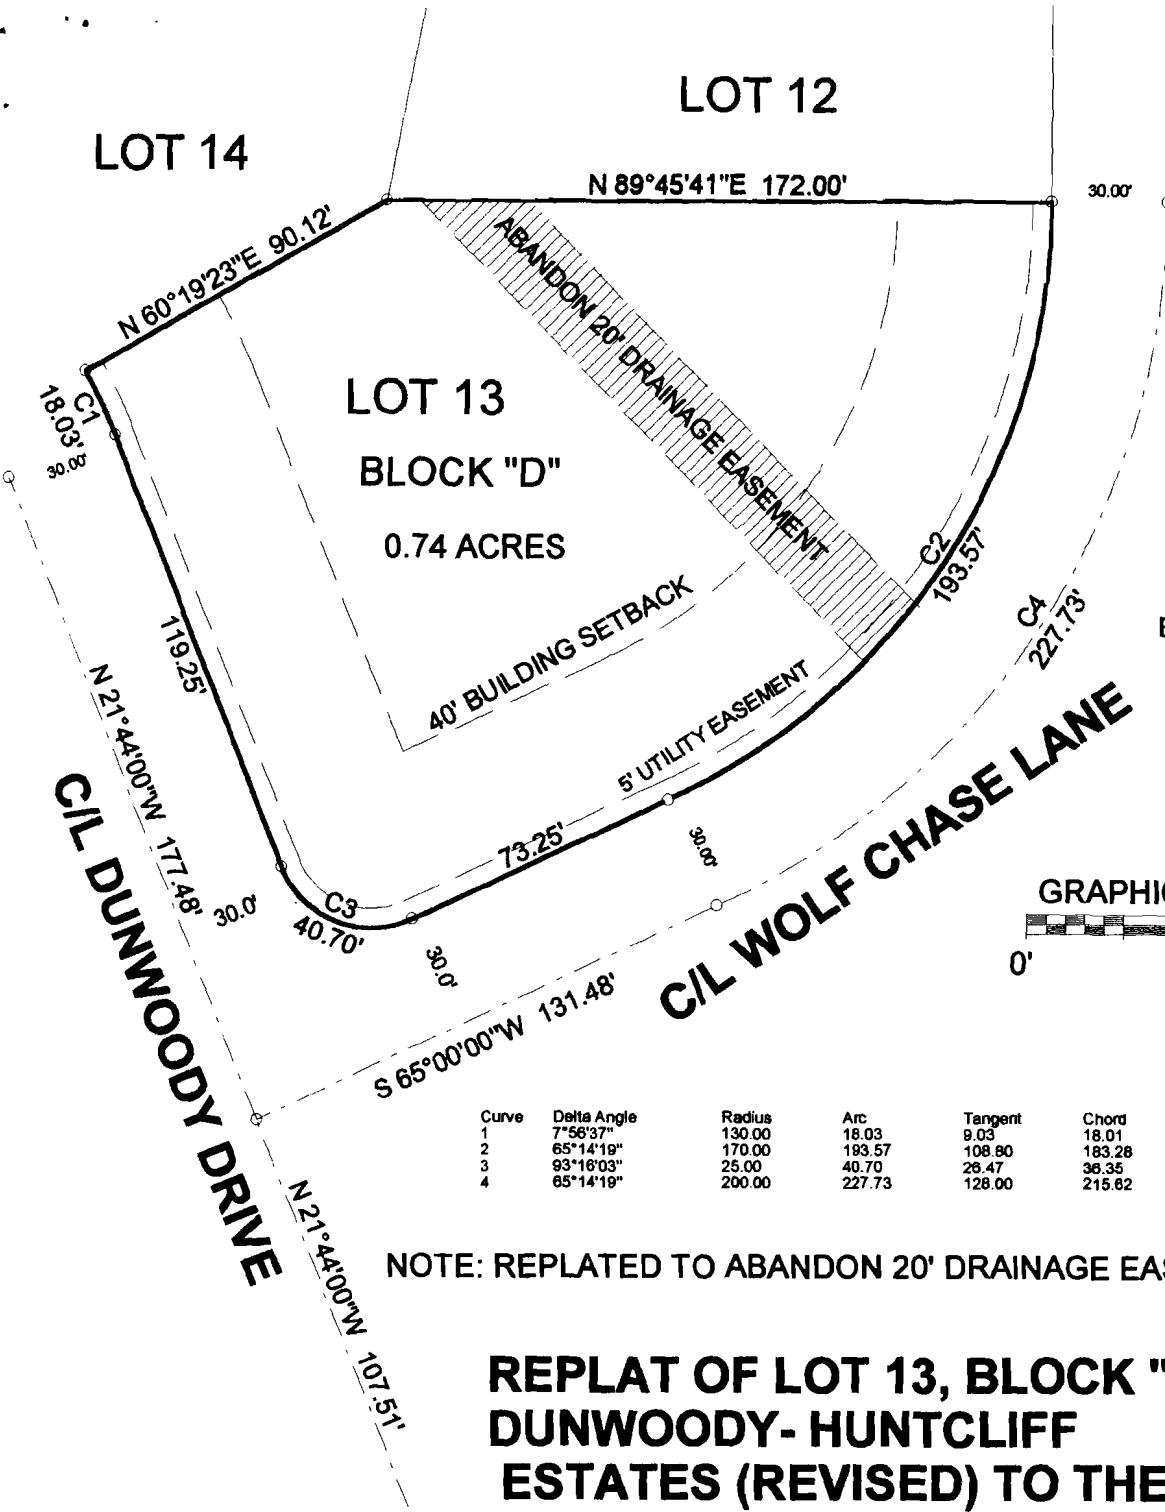 LOT 12
LOT 14
N 89°45'41"E 172.00'
30.00'
N 60°19'23"E 90.12'
ABANDON 20' DRAINAGE EASEMENT
LOT 13
BLOCK "D"
0.74 ACRES
C1
18.03'
30.00'
C2
193.57'
C4
227.73'
119.25'
40' BUILDING SETBACK
5' UTILITY EASEMENT
N 21°44'00"W 177.48'
C/L DUNWOODY DRIVE
C/L WOLF CHASE LANE
73.25'
30.00'
30.0'
C3
40.70'
30.0'
GRAPHIC
0'
S 65°00'00"W 131.48'
Curve Delta Angle Radius Arc Tangent Chord
1 7°56'37" 130.00 18.03 9.03 18.01
2 65°14'19" 170.00 193.57 108.80 183.28
3 93°16'03" 25.00 40.70 26.47 36.35
4 65°14'19" 200.00 227.73 128.00 215.62
N 21°44'00"W 107.51'
NOTE: REPLATED TO ABANDON 20' DRAINAGE EAS
REPLAT OF LOT 13, BLOCK "
DUNWOODY- HUNTCLIFF
ESTATES (REVISED) TO THE